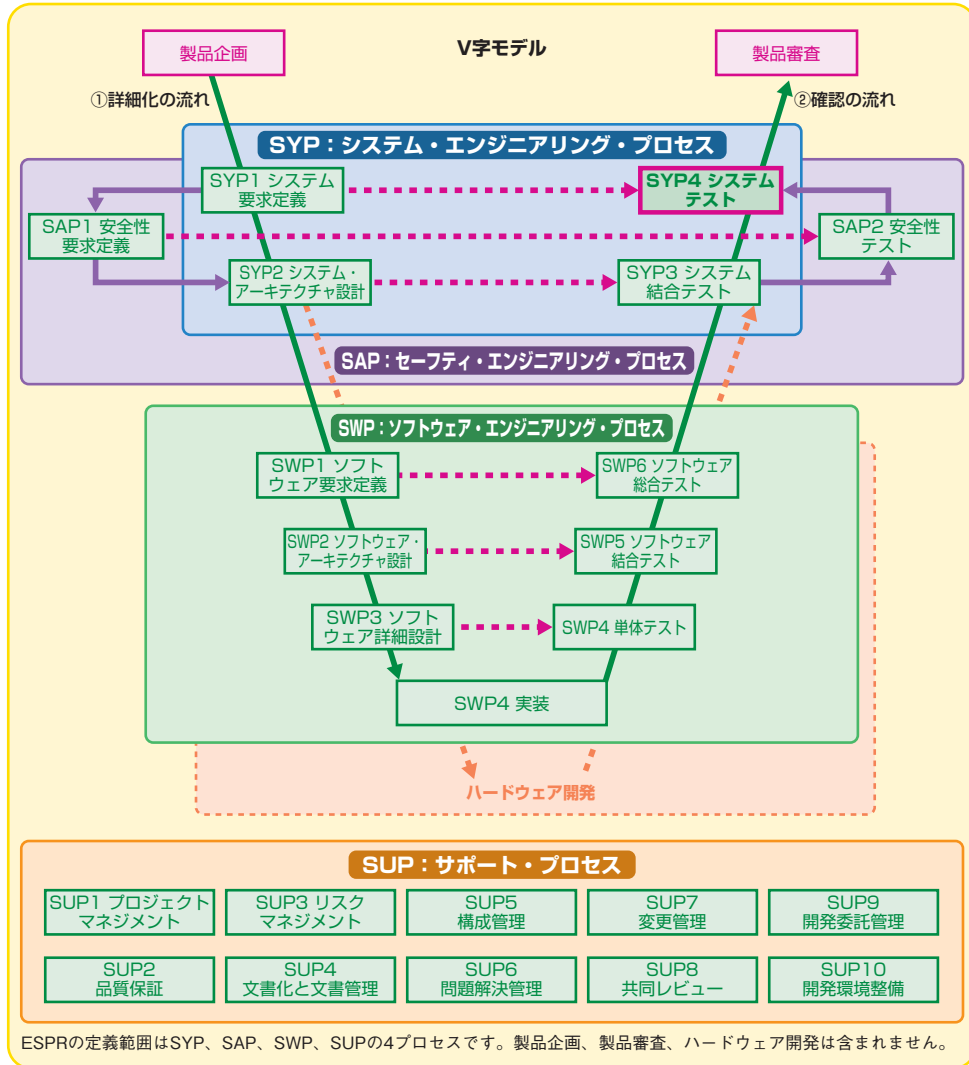 V字モデル
製品企画
製品審査
①詳細化の流れ
②確認の流れ
SYP：システム・エンジニアリング・プロセス
SYP1 システム
要求定義
SYP4 システム
テスト
SAP1 安全性
要求定義
SAP2 安全性
テスト
SYP2 システム・
アーキテクチャ設計
SYP3 システム
結合テスト
SAP：セーフティ・エンジニアリング・プロセス
SWP：ソフトウェア・エンジニアリング・プロセス
SWP1 ソフト
ウェア要求定義
SWP6 ソフトウェア
総合テスト
SWP2 ソフトウェア・
アーキテクチャ設計
SWP5 ソフトウェア
結合テスト
SWP3 ソフト
ウェア詳細設計
SWP4 単体テスト
SWP4 実装
ハードウェア開発
SUP：サポート・プロセス
SUP1 プロジェクト
マネジメント
SUP3 リスク
マネジメント
SUP5
構成管理
SUP7
変更管理
SUP9
開発委託管理
SUP2
品質保証
SUP4
文書化と文書管理
SUP6
問題解決管理
SUP8
共同レビュー
SUP10
開発環境整備
ESPRの定義範囲はSYP、SAP、SWP、SUPの4プロセスです。製品企画、製品審査、ハードウェア開発は含まれません。